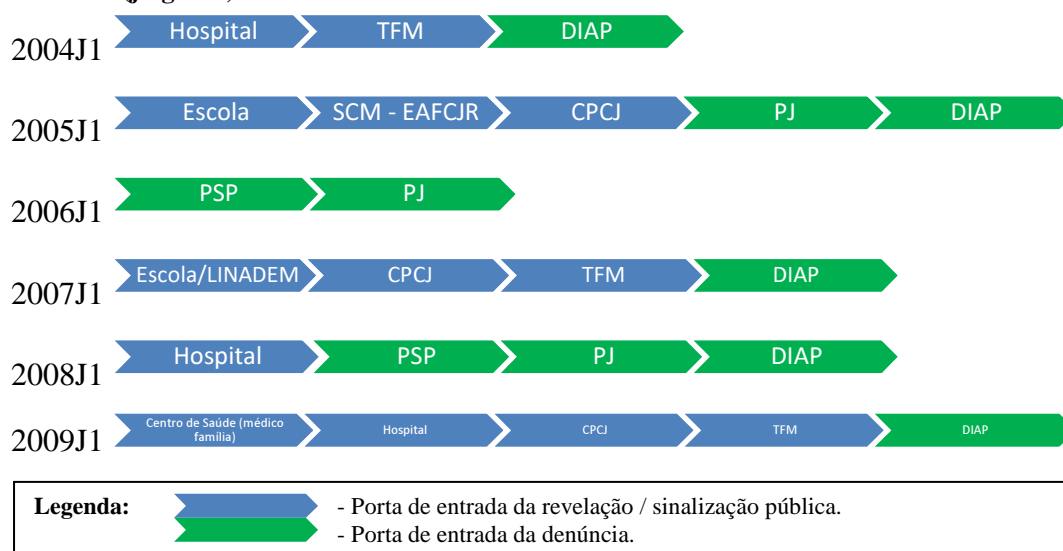 2004J1 Hospital TFM DIAP
2005J1 Escola SCM - EAFCJR CPCJ PJ DIAP
2006J1 PSP PJ
2007J1 Escola/LINADEM CPCJ TFM DIAP
2008J1 Hospital PSP PJ DIAP
2009J1 Centro de Saúde (médico
família) Hospital CPCJ TFM DIAP
Legenda: - Porta de entrada da revelação / sinalização pública.
- Porta de entrada da denúncia.